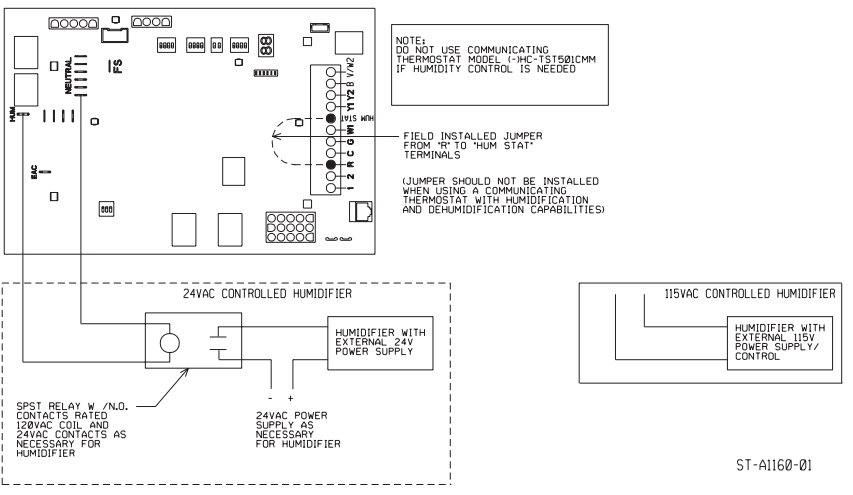 NOTE:
DO NOT USE COMMUNICATING
THERMOSTAT MODEL (-)HC-TST501CMM
IF HUMIDITY CONTROL IS NEEDED
NEUTRAL
FS
HUM
EAC
V/W2
B
Y2
Y1
HUM STAT
W1
G
C
R
2
1
FIELD INSTALLED JUMPER
FROM "R" TO "HUM STAT"
TERMINALS
(JUMPER SHOULD NOT BE INSTALLED
WHEN USING A COMMUNICATING
THERMOSTAT WITH HUMIDIFICATION
AND DEHUMIDIFICATION CAPABILITIES)
24VAC CONTROLLED HUMIDIFIER
HUMIDIFIER WITH
EXTERNAL 24V
POWER SUPPLY
- +
SPST RELAY W /N.O.
CONTACTS RATED
120VAC COIL AND
24VAC CONTACTS AS
NECESSARY FOR
HUMIDIFIER
24VAC POWER
SUPPLY AS
NECESSARY
FOR HUMIDIFIER
115VAC CONTROLLED HUMIDIFIER
HUMIDIFIER WITH
EXTERNAL 115V
POWER SUPPLY/
CONTROL
ST-A1160-01